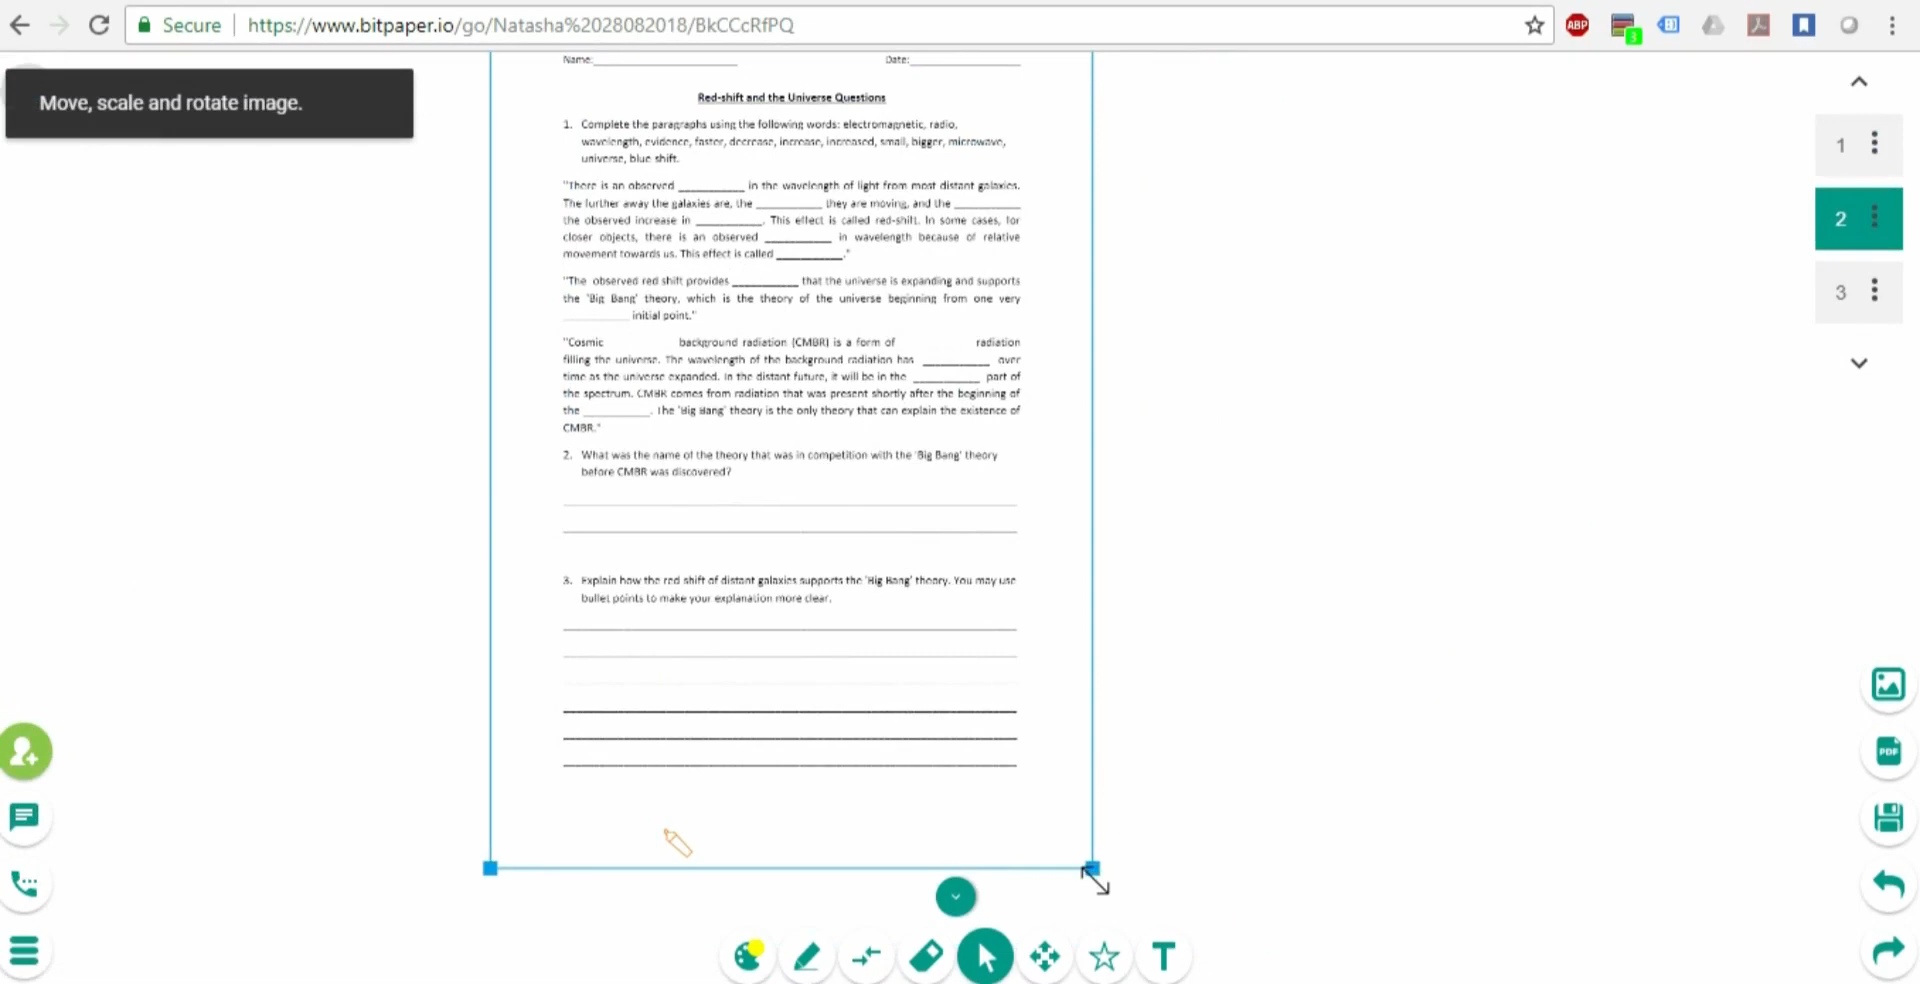 Secure https://www.bitpaper.io/go/Natasha%2028082018/BkCCcRfPQ
ABP
3
Move, scale and rotate image.
Name: Date:
Red-shift and the Universe Questions
1. Complete the paragraphs using the following words: electromagnetic, radio,
wavelength, evidence, faster, decrease, increase, increased, small, bigger, microwave,
universe, blue shift.
"There is an observed __________ in the wavelength of light from most distant galaxies.
The further away the galaxies are, the __________ they are moving, and the __________
the observed increase in __________. This effect is called red-shift. In some cases, for
closer objects, there is an observed __________ in wavelength because of relative
movement towards us. This effect is called __________."
"The observed red shift provides __________ that the universe is expanding and supports
the 'Big Bang' theory, which is the theory of the universe beginning from one very
__________ initial point."
"Cosmic background radiation (CMBR) is a form of radiation
filling the universe. The wavelength of the background radiation has __________ over
time as the universe expanded. In the distant future, it will be in the __________ part of
the spectrum. CMBR comes from radiation that was present shortly after the beginning of
the __________. The 'Big Bang' theory is the only theory that can explain the existence of
CMBR."
2. What was the name of the theory that was in competition with the 'Big Bang' theory
before CMBR was discovered?
3. Explain how the red shift of distant galaxies supports the 'Big Bang' theory. You may use
bullet points to make your explanation more clear.
1
2
3
PDF
T